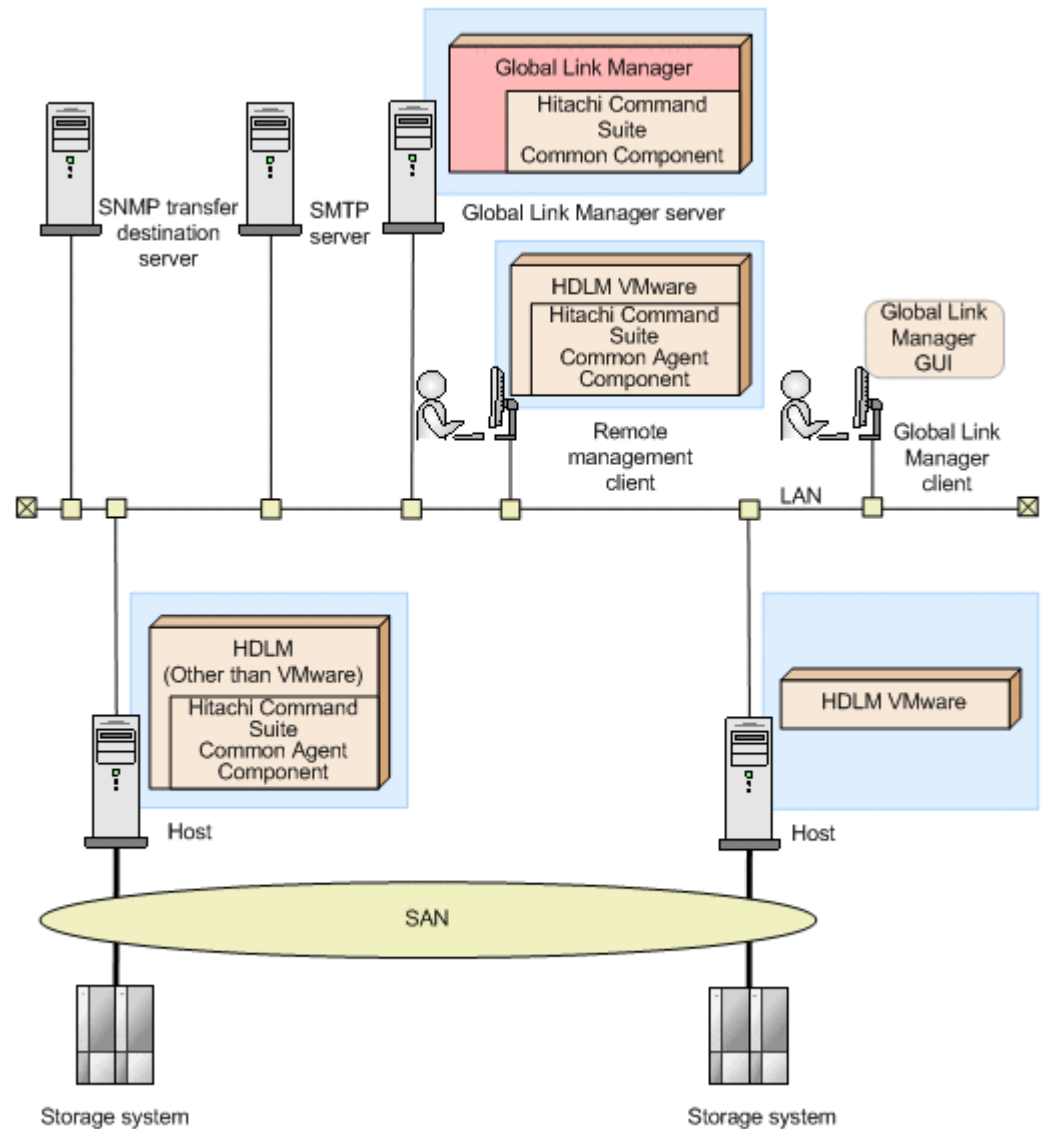 Global Link Manager
Hitachi Command
Suite
Common Component
SNMP transfer
destination
server
SMTP
server
Global Link Manager server
HDLM VMware
Hitachi Command
Suite
Common Agent
Component
Global Link
Manager
GUI
Remote
management
client
Global Link
Manager
client
LAN
HDLM
(Other than VMware)
Hitachi Command
Suite
Common Agent
Component
HDLM VMware
Host
Host
SAN
Storage system
Storage system